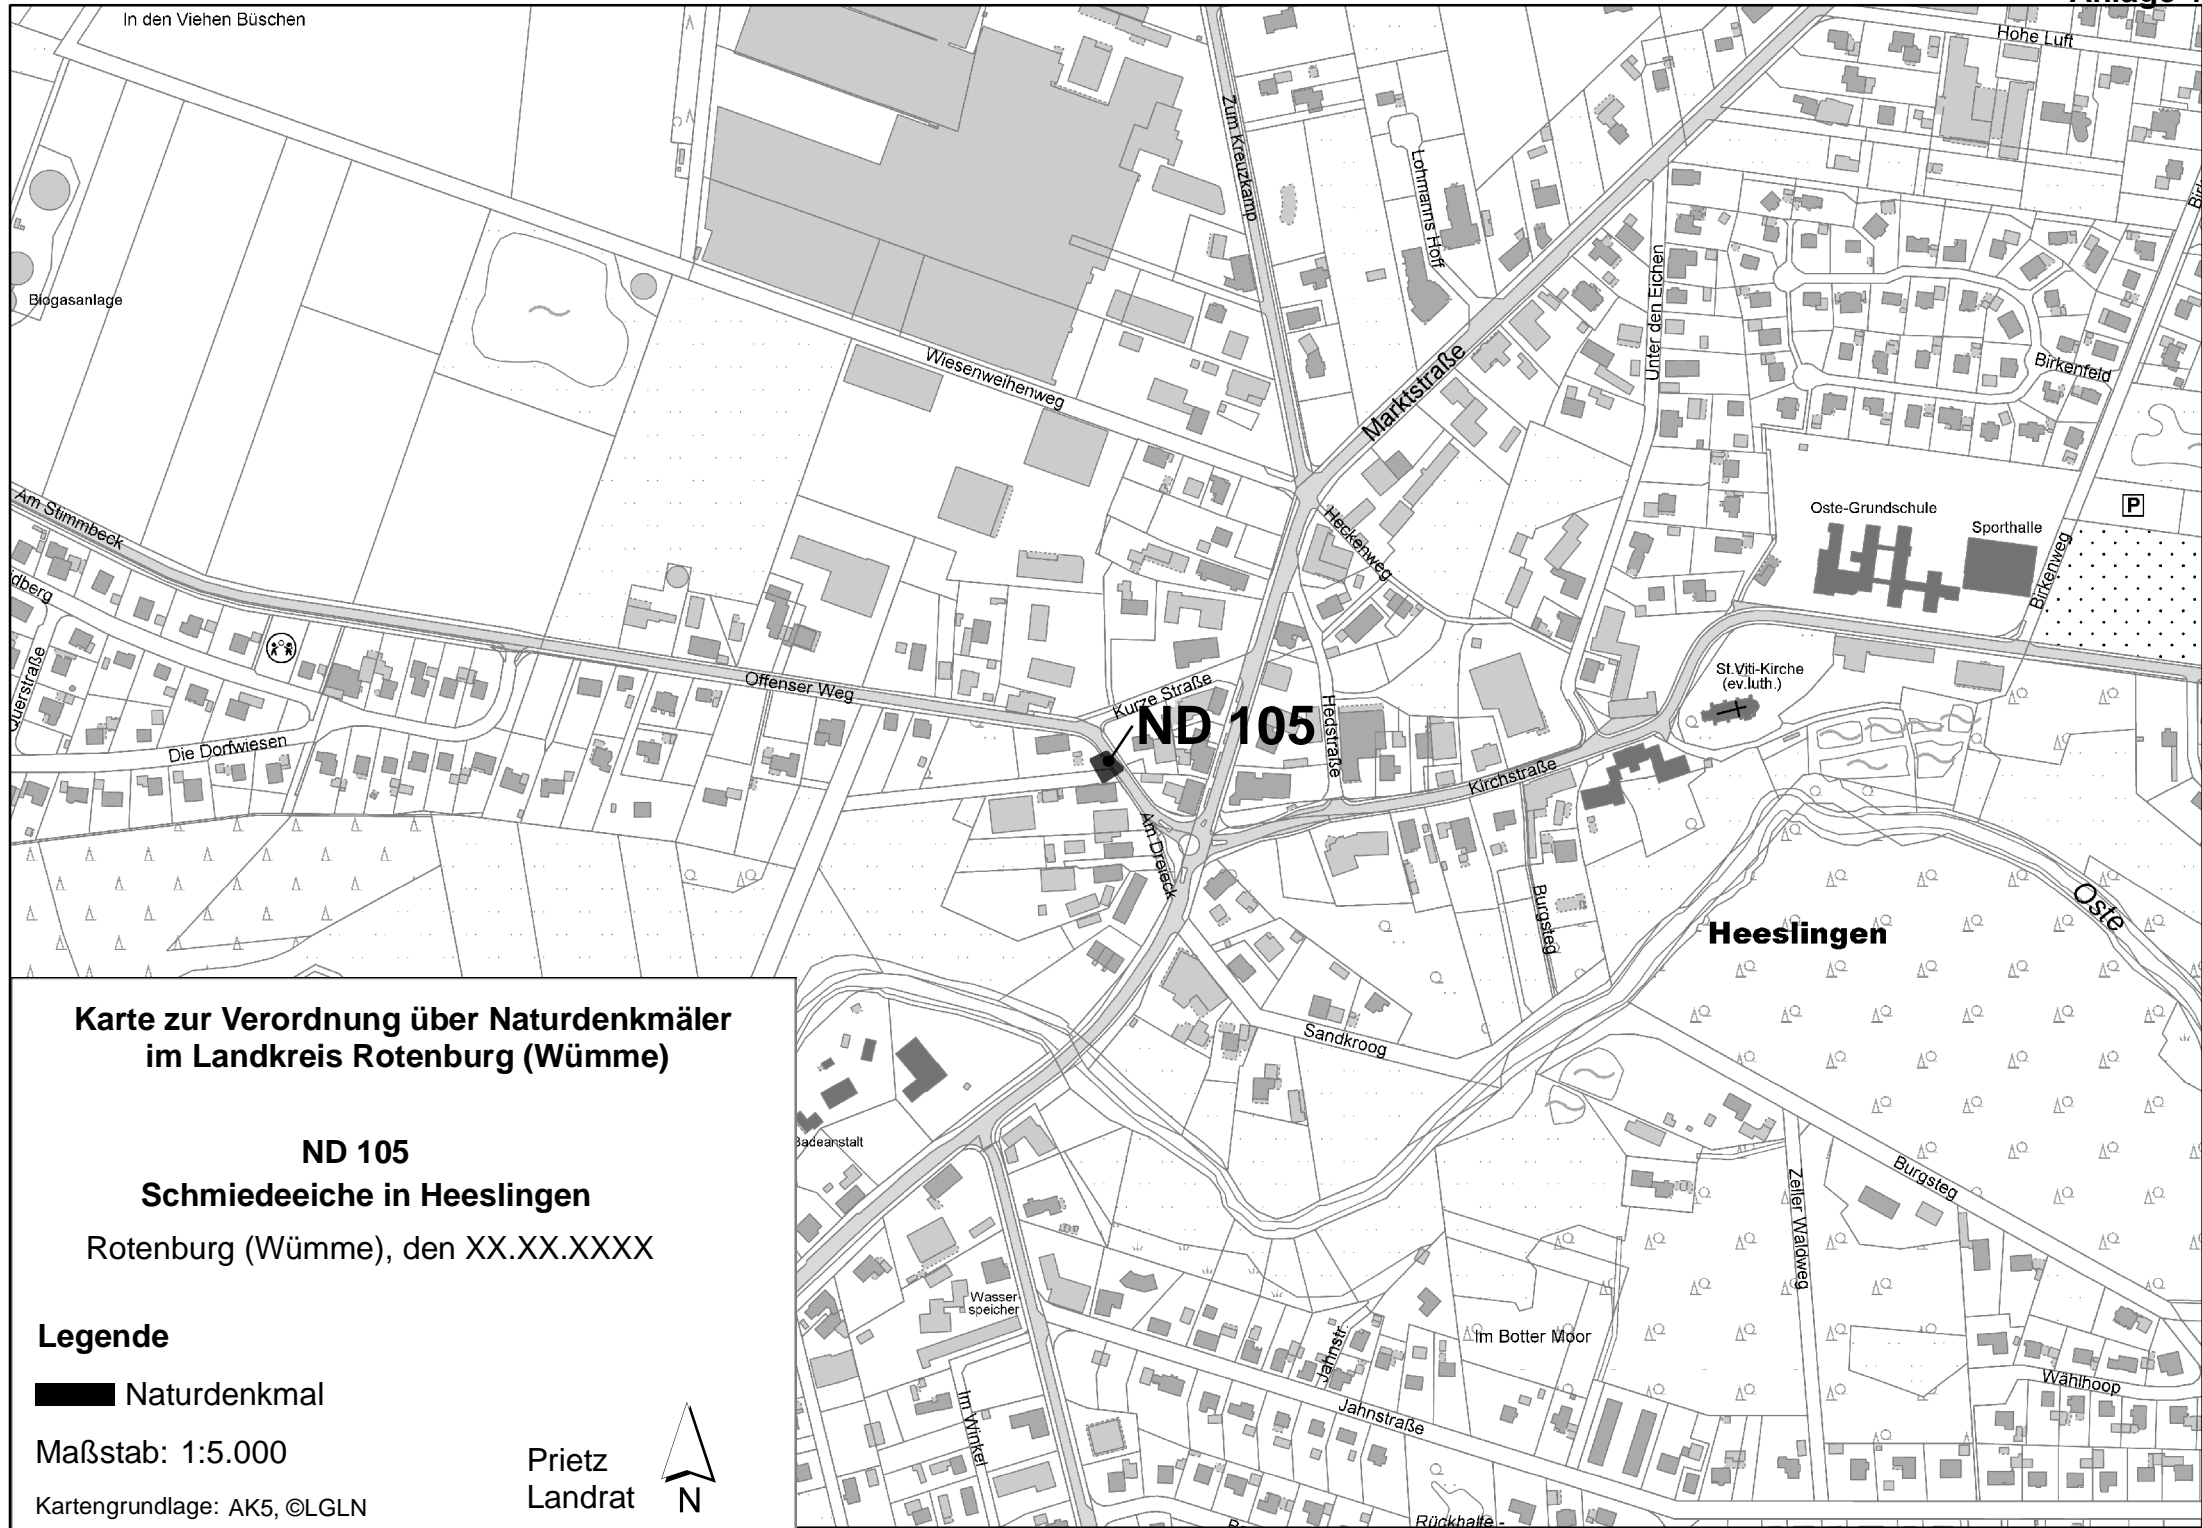 In den Viehen Büschen
Hohe Luft
Zum Kreuzkamp
Lohmanns Hoff
Unter den Eichen
Biogasanlage
Wiesenweihenweg
Marktstraße
Birkenfeld
Am Stimmbeck
Heckenweg
Oste-Grundschule
Sporthalle
P
Birkenweg
Querstraße
Offenser Weg
Kurze Straße
ND 105
Hedstraße
St.Viti-Kirche
(ev.luth.)
Die Dorfwiesen
Kirchstraße
Am Dreieck
Burgsteg
Oste
Heeslingen
Sandkroog
Badeanstalt
Burgsteg
Zeller Waldweg
Wasser-
speicher
Im Botter Moor
Jahnstr.
Jahnstraße
Im Winkel
Wählhoop
Rückhalte -
Karte zur Verordnung über Naturdenkmäler
im Landkreis Rotenburg (Wümme)
ND 105
Schmiedeeiche in Heeslingen
Rotenburg (Wümme), den XX.XX.XXXX
Legende
Naturdenkmal
Maßstab: 1:5.000
Kartengrundlage: AK5, ©LGLN
Prietz
Landrat
N